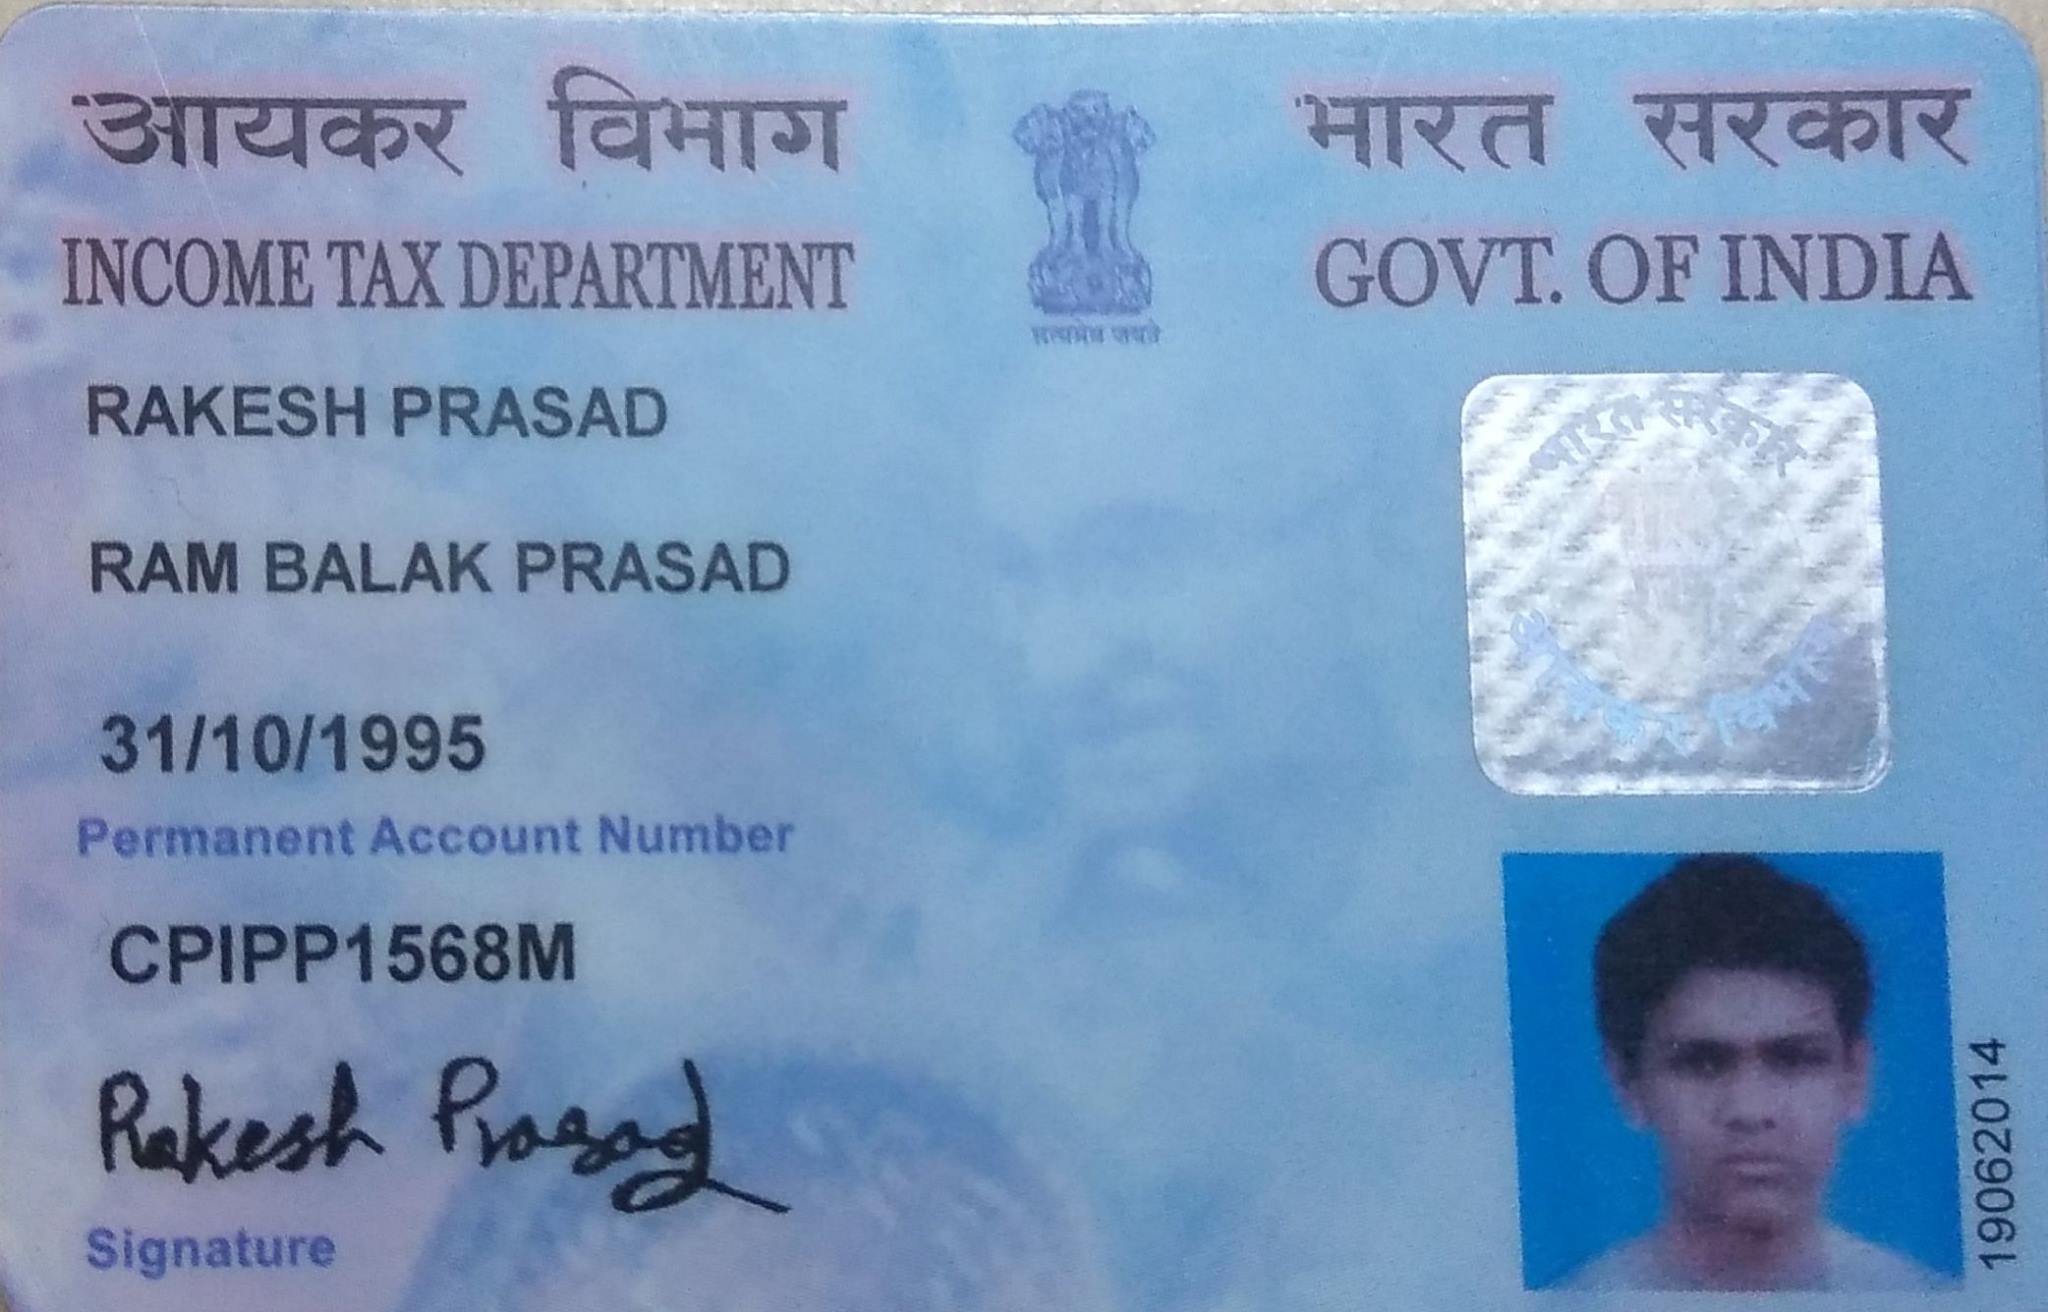 आयकर विभाग
INCOME TAX DEPARTMENT
सत्यमेव जयते
भारत सरकार
GOVT. OF INDIA
RAKESH PRASAD
RAM BALAK PRASAD
31/10/1995
Permanent Account Number
CPIPP1568M
Rakesh Prasad
Signature
भारत सरकार
आयकर विभाग
19062014